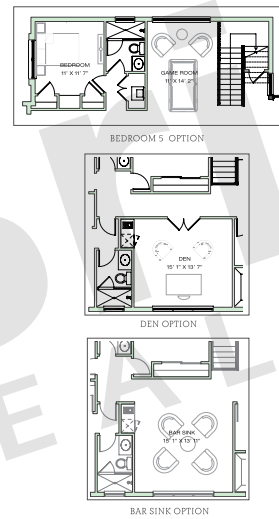 BEDROOM
11' X 11' 7"
GAME ROOM
11' X 14'.2"
BEDROOM 5 OPTION
DEN
15' 1" X 13' 7"
DEN OPTION
BAR SINK
15' 1" X 13' 11"
BAR SINK OPTION